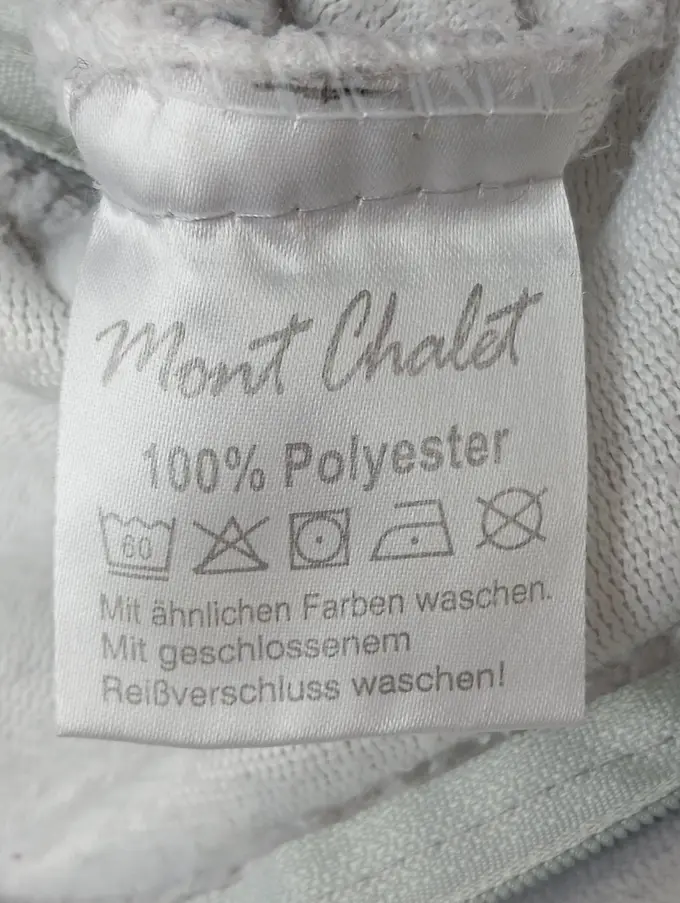 Mont Chalet
100% Polyester
60
Mit ähnlichen Farben waschen.
Mit geschlossenem
Reißverschluss waschen!